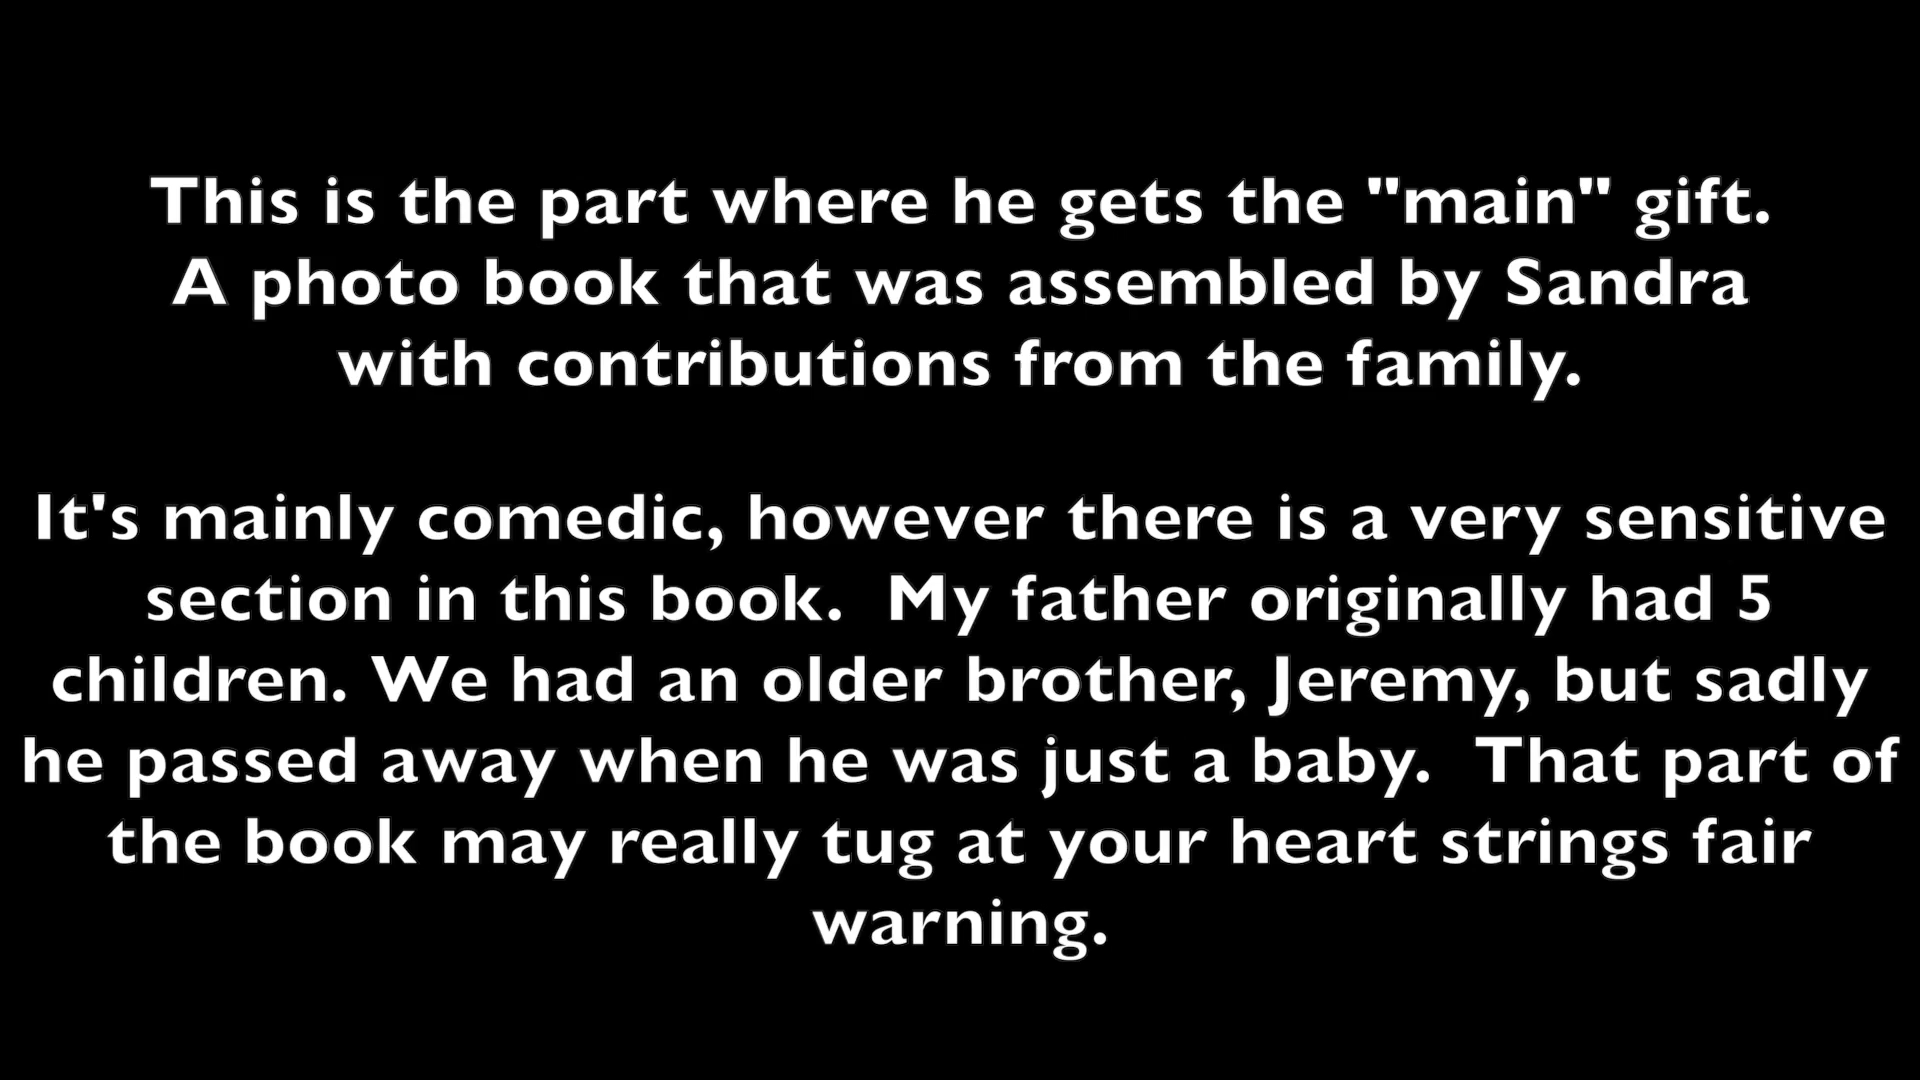 This is the part where he gets the "main" gift.
A photo book that was assembled by Sandra
with contributions from the family.
It's mainly comedic, however there is a very sensitive
section in this book.  My father originally had 5
children. We had an older brother, Jeremy, but sadly
he passed away when he was just a baby.  That part of
the book may really tug at your heart strings fair
warning.